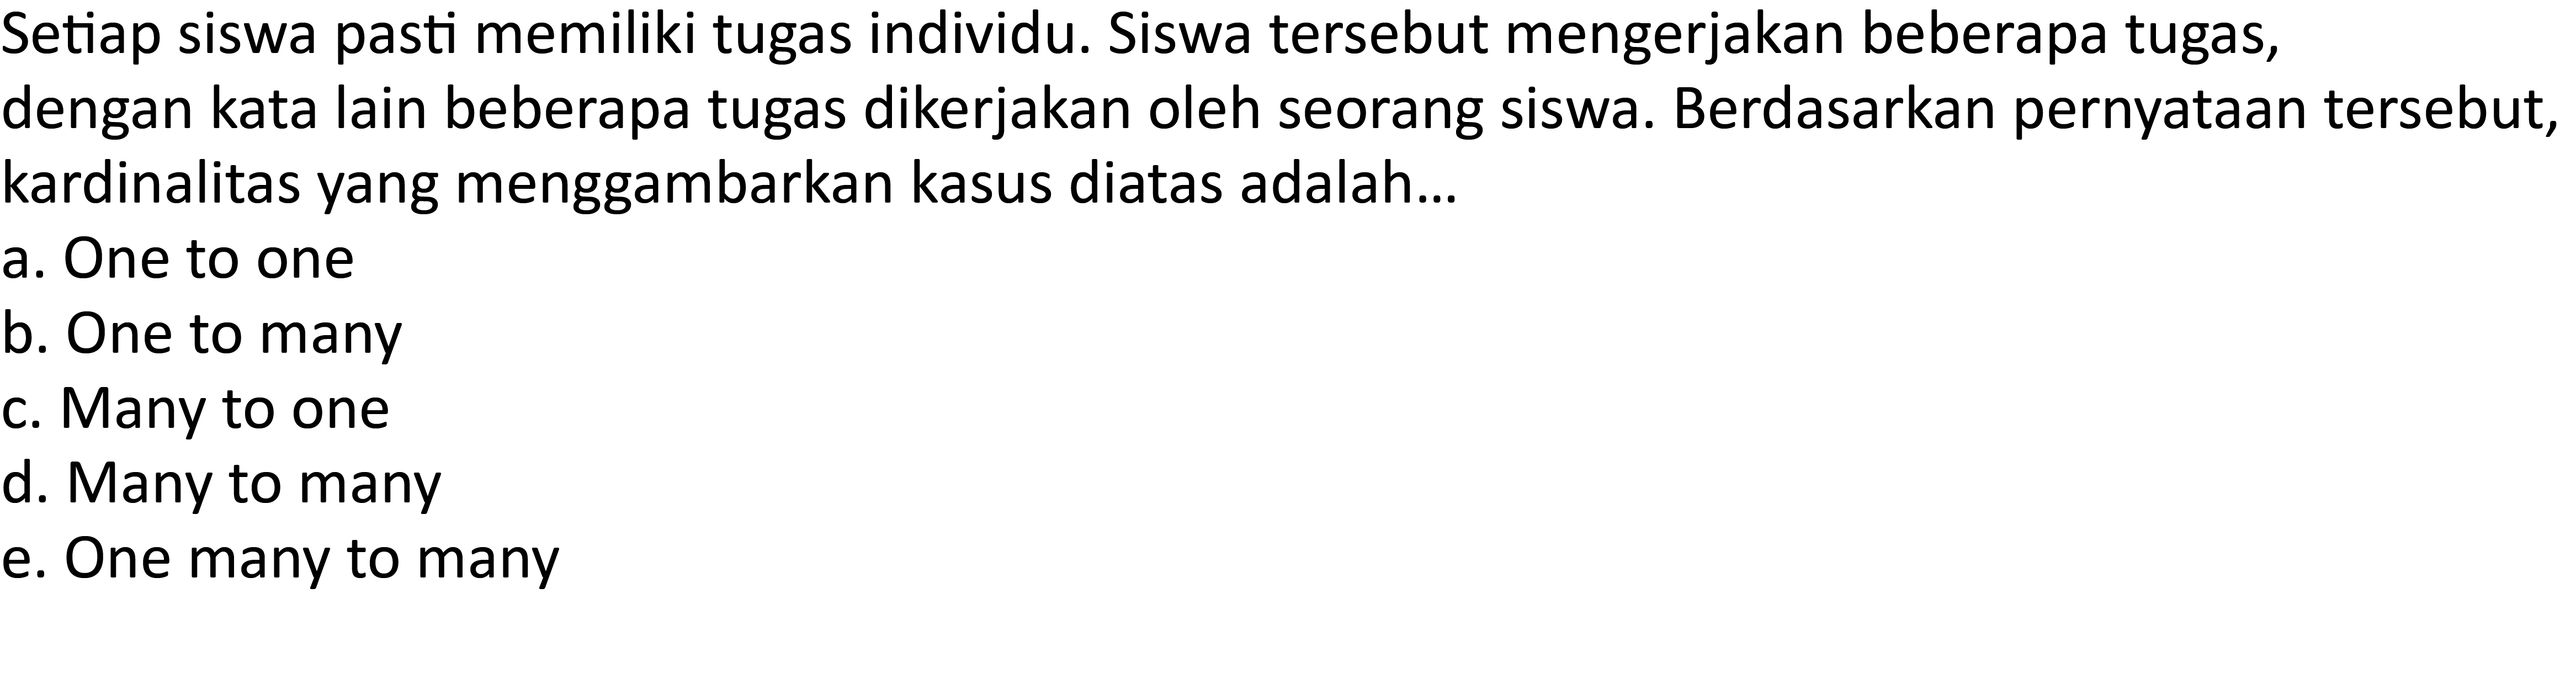 Setiap siswa pasti memiliki tugas individu. Siswa tersebut mengerjakan beberapa tugas,
dengan kata lain beberapa tugas dikerjakan oleh seorang siswa. Berdasarkan pernyataan tersebut,
kardinalitas yang menggambarkan kasus diatas adalah...
a. One to one
b. One to many
c. Many to one
d. Many to many
e. One many to many